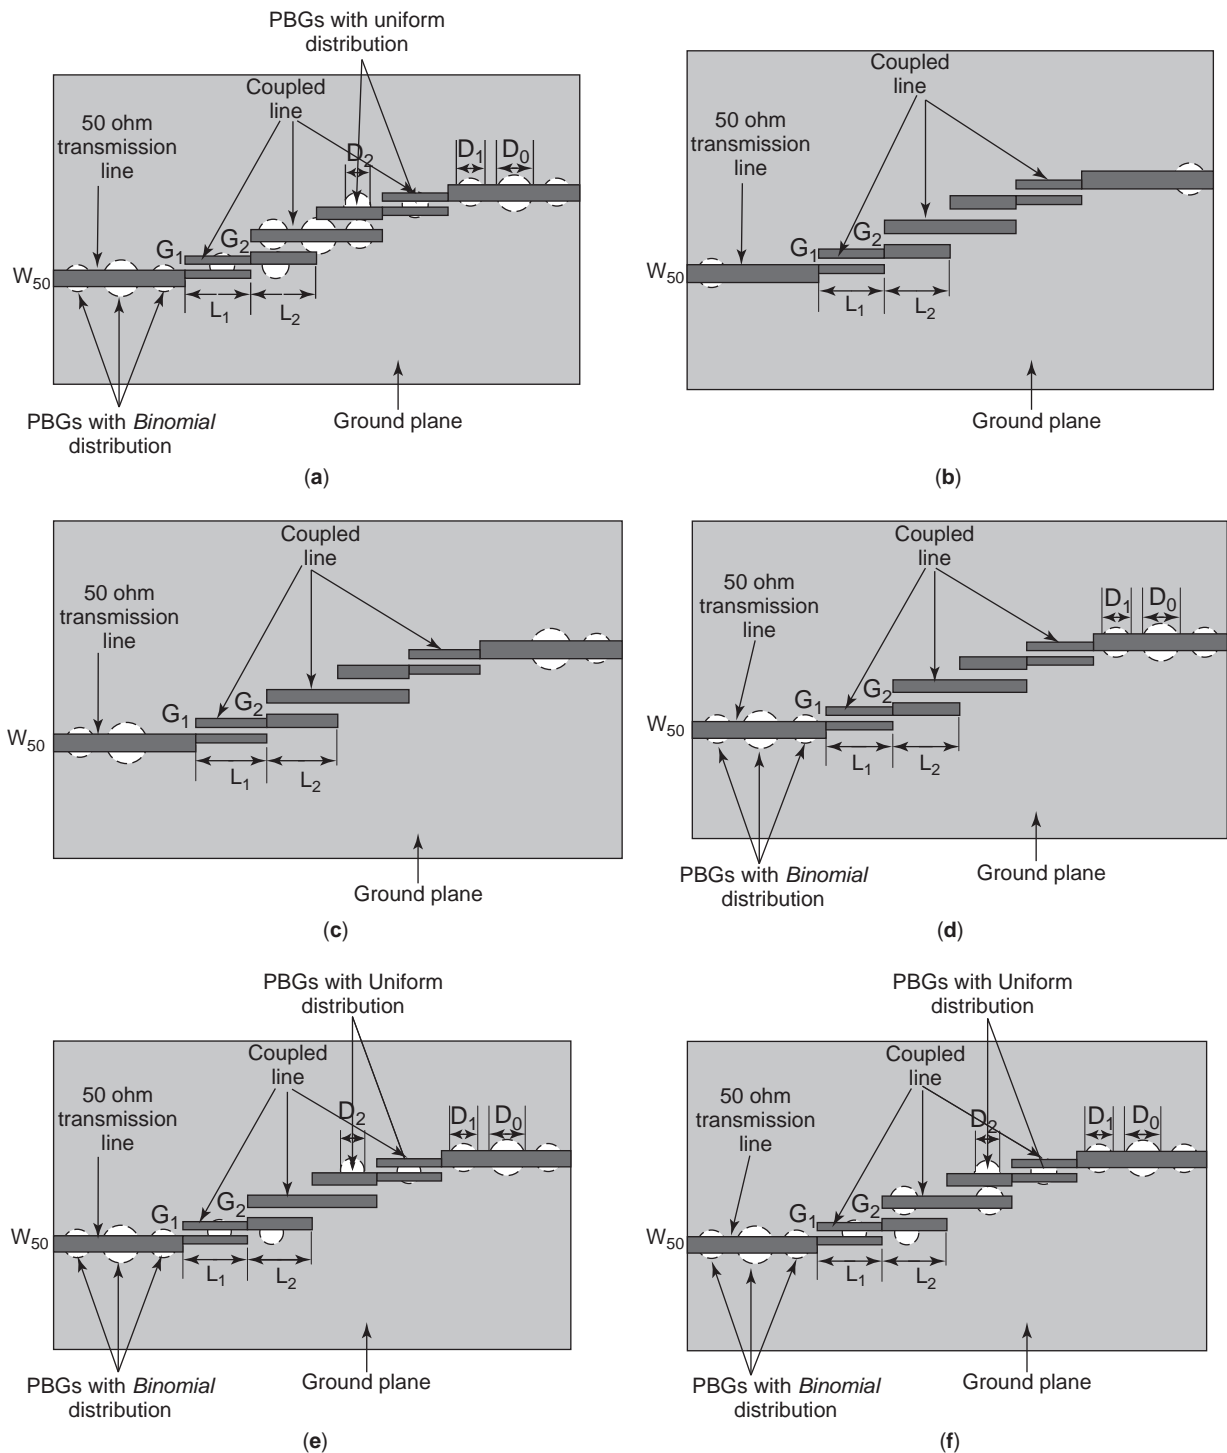 PBGs with uniform
distribution
Coupled
line
50 ohm
transmission
line
D2
D1
D0
G1
G2
W50
L1
L2
PBGs with Binomial
distribution
Ground plane
(a)
Coupled
line
50 ohm
transmission
line
G1
G2
W50
L1
L2
Ground plane
(b)
Coupled
line
50 ohm
transmission
line
G1
G2
W50
L1
L2
Ground plane
(c)
Coupled
line
50 ohm
transmission
line
D1
D0
G1
G2
W50
L1
L2
PBGs with Binomial
distribution
Ground plane
(d)
PBGs with Uniform
distribution
Coupled
line
50 ohm
transmission
line
D2
D1
D0
G1
G2
W50
L1
L2
PBGs with Binomial
distribution
Ground plane
(e)
PBGs with Uniform
distribution
Coupled
line
50 ohm
transmission
line
D2
D1
D0
G1
G2
W50
L1
L2
PBGs with Binomial
distribution
Ground plane
(f)